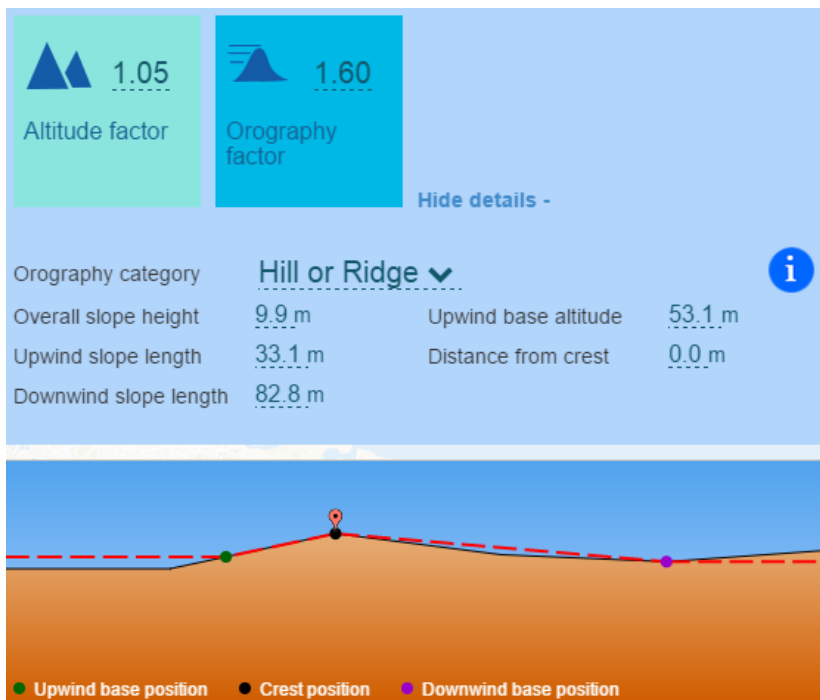 1.05 1.60
Altitude factor Orography
factor
Hide details -
Orography category Hill or Ridge
i
Overall slope height 9.9 m Upwind base altitude 53.1 m
Upwind slope length 33.1 m Distance from crest 0.0 m
Downwind slope length 82.8 m
Upwind base position Crest position Downwind base position